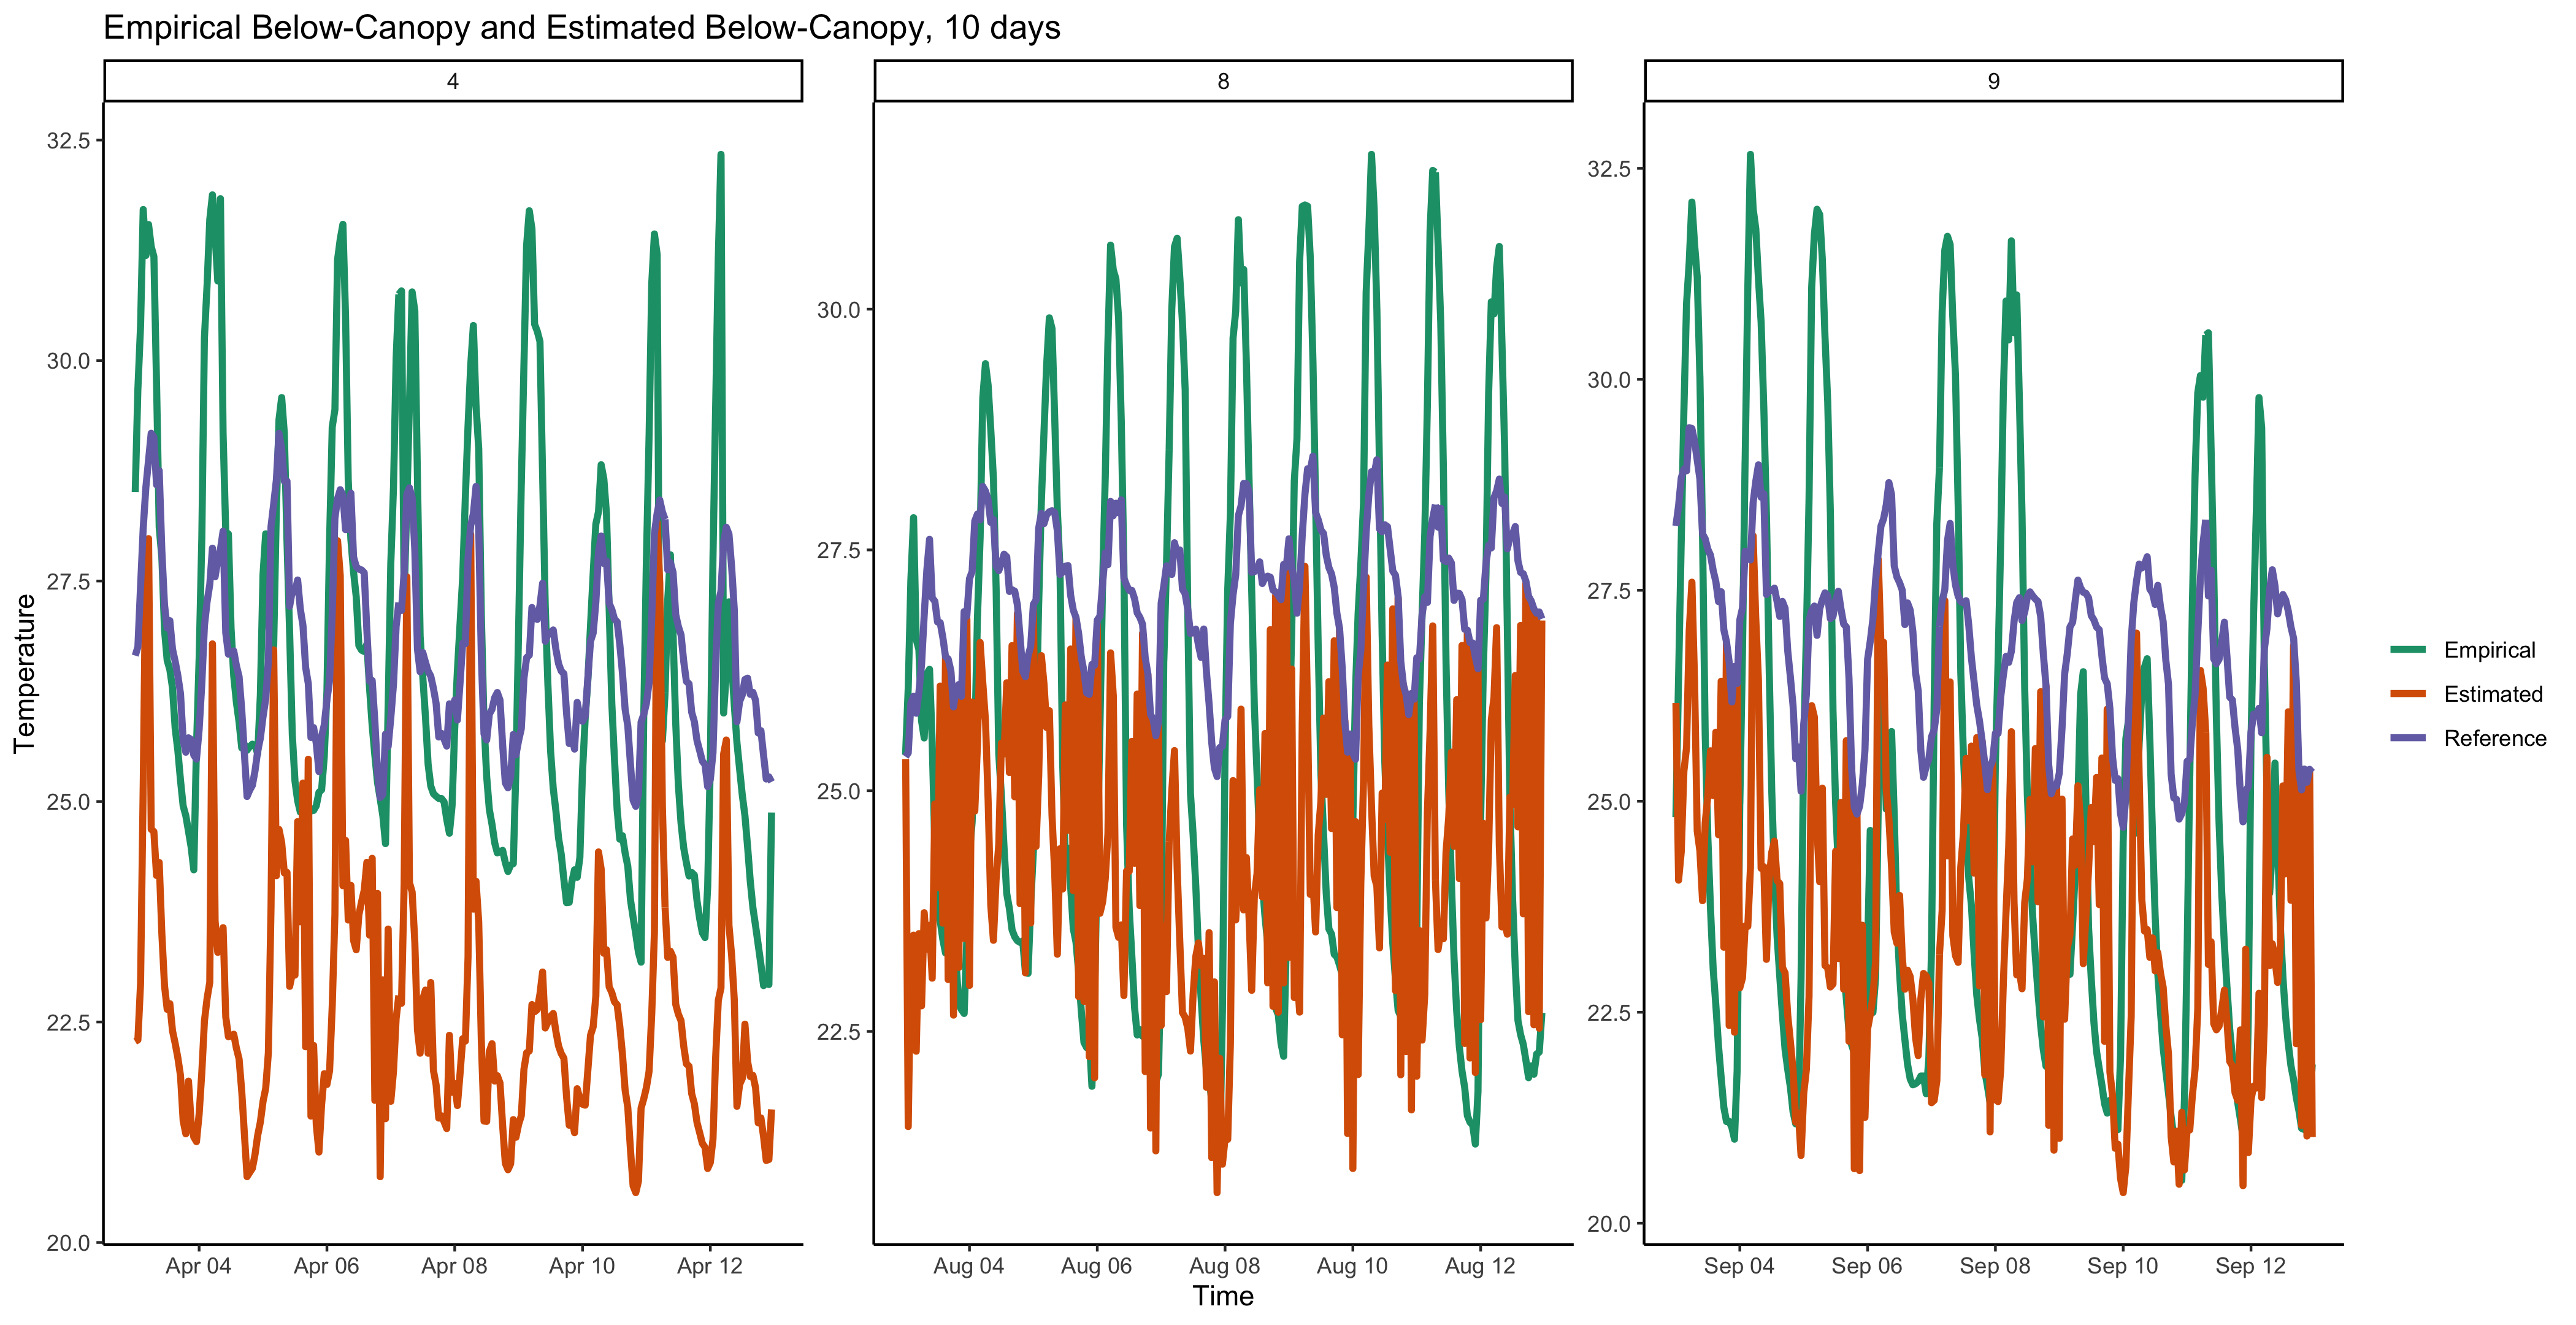 Empirical Below-Canopy and Estimated Below-Canopy, 10 days
4
8
9
Temperature
32.5
30.0
27.5
25.0
22.5
20.0
30.0
27.5
25.0
22.5
32.5
30.0
27.5
25.0
22.5
20.0
Apr 04 Apr 06 Apr 08 Apr 10 Apr 12
Aug 04 Aug 06 Aug 08 Aug 10 Aug 12
Sep 04 Sep 06 Sep 08 Sep 10 Sep 12
Time
Empirical
Estimated
Reference